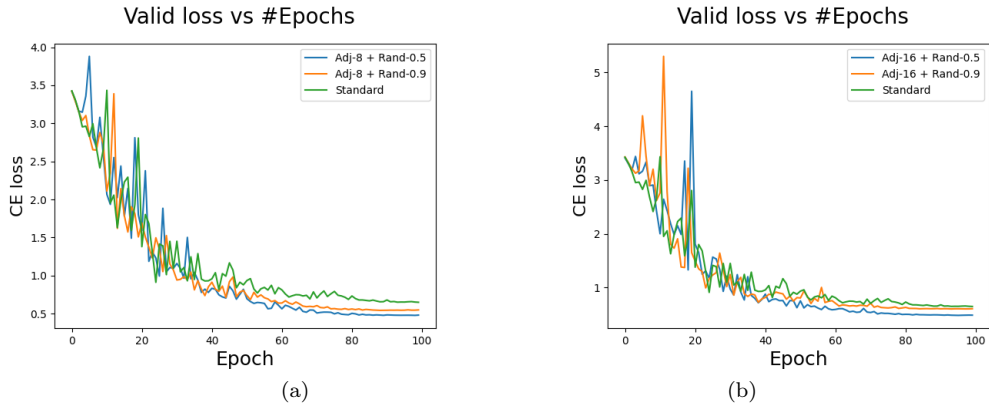 Valid loss vs #Epochs
4.0
3.5
3.0
2.5
2.0
1.5
1.0
0.5
CE loss
Adj-8 + Rand-0.5
Adj-8 + Rand-0.9
Standard
0 20 40 60 80 100
Epoch
(a)
Valid loss vs #Epochs
5
4
3
2
1
CE loss
Adj-16 + Rand-0.5
Adj-16 + Rand-0.9
Standard
0 20 40 60 80 100
Epoch
(b)